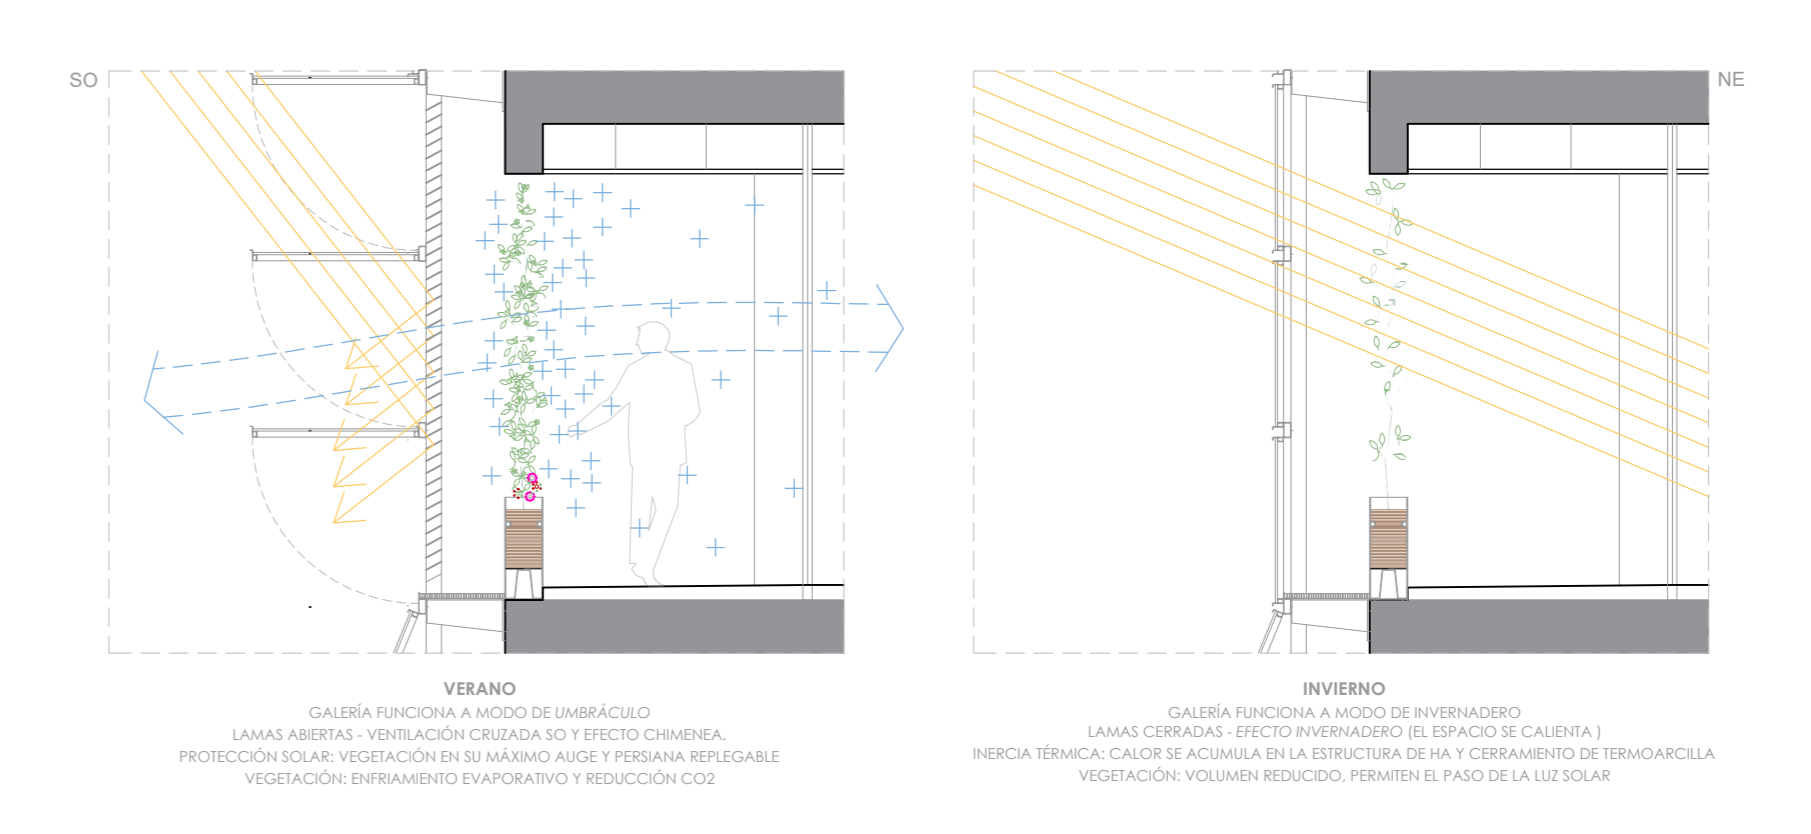 SO
NE
VERANO
GALERÍA FUNCIONA A MODO DE UMBRÁCULO
LAMAS ABIERTAS - VENTILACIÓN CRUZADA SO Y EFECTO CHIMENEA.
PROTECCIÓN SOLAR: VEGETACIÓN EN SU MÁXIMO AUGE Y PERSIANA REPLEGABLE
VEGETACIÓN: ENFRIAMIENTO EVAPORATIVO Y REDUCCIÓN CO2
INVIERNO
GALERÍA FUNCIONA A MODO DE INVERNADERO
LAMAS CERRADAS - EFECTO INVERNADERO (EL ESPACIO SE CALIENTA )
INERCIA TÉRMICA: CALOR SE ACUMULA EN LA ESTRUCTURA DE HA Y CERRAMIENTO DE TERMOARCILLA
VEGETACIÓN: VOLUMEN REDUCIDO, PERMITEN EL PASO DE LA LUZ SOLAR